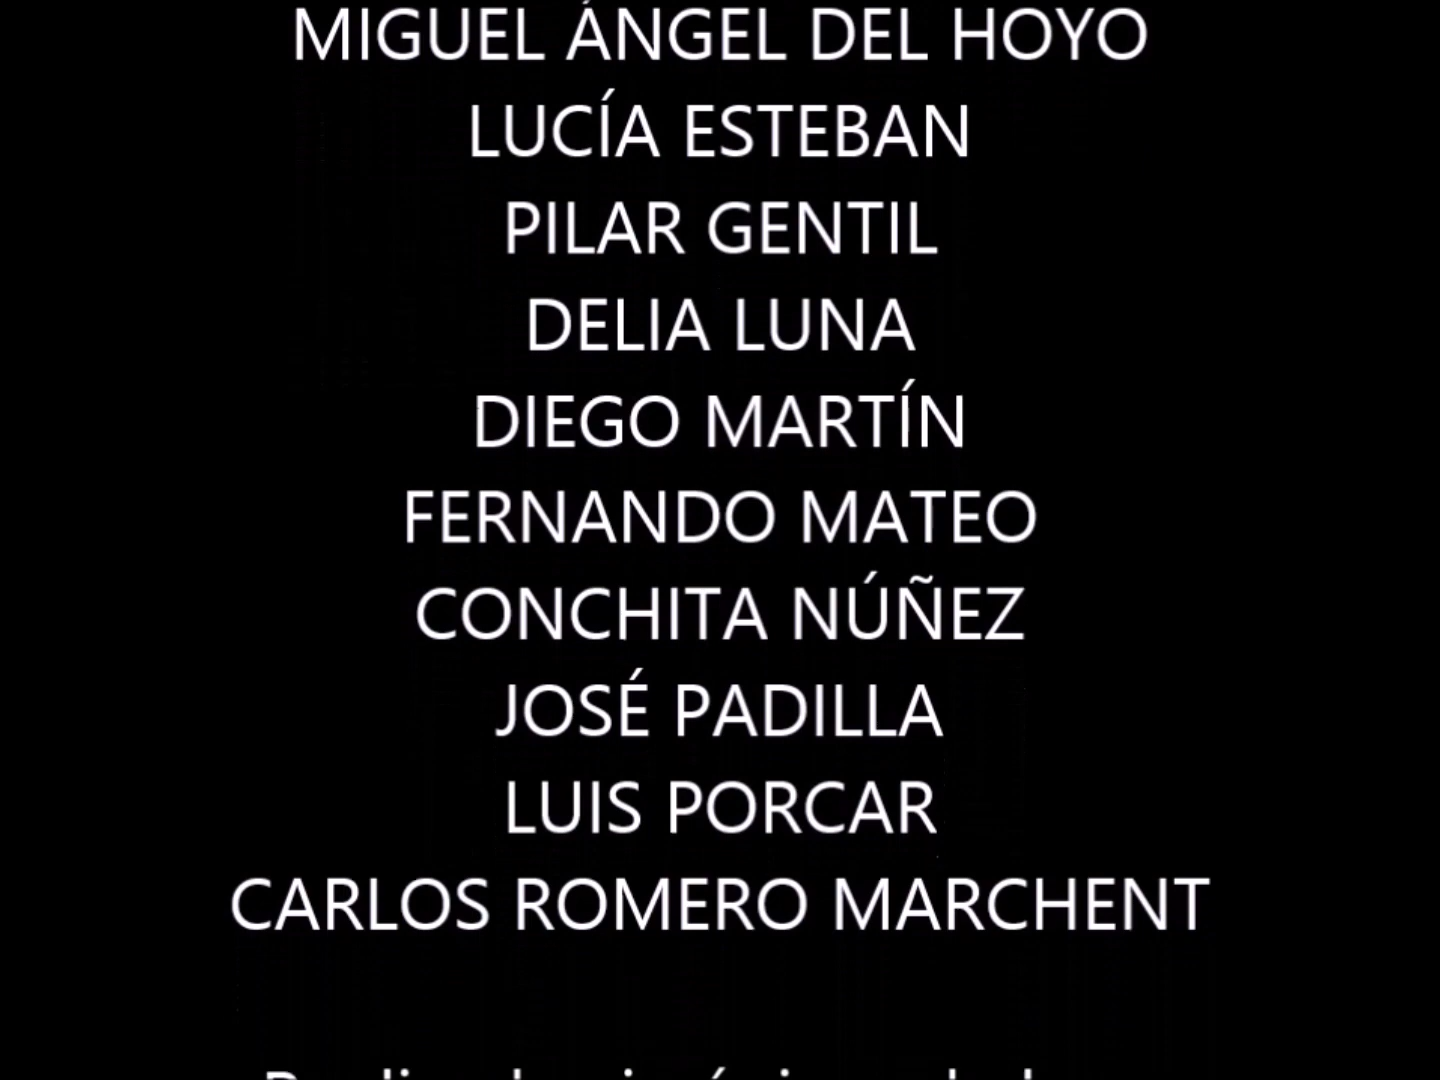 MIGUEL ÁNGEL DEL HOYO
LUCÍA ESTEBAN
PILAR GENTIL
DELIA LUNA
DIEGO MARTÍN
FERNANDO MATEO
CONCHITA NÚÑEZ
JOSÉ PADILLA
LUIS PORCAR
CARLOS ROMERO MARCHENT